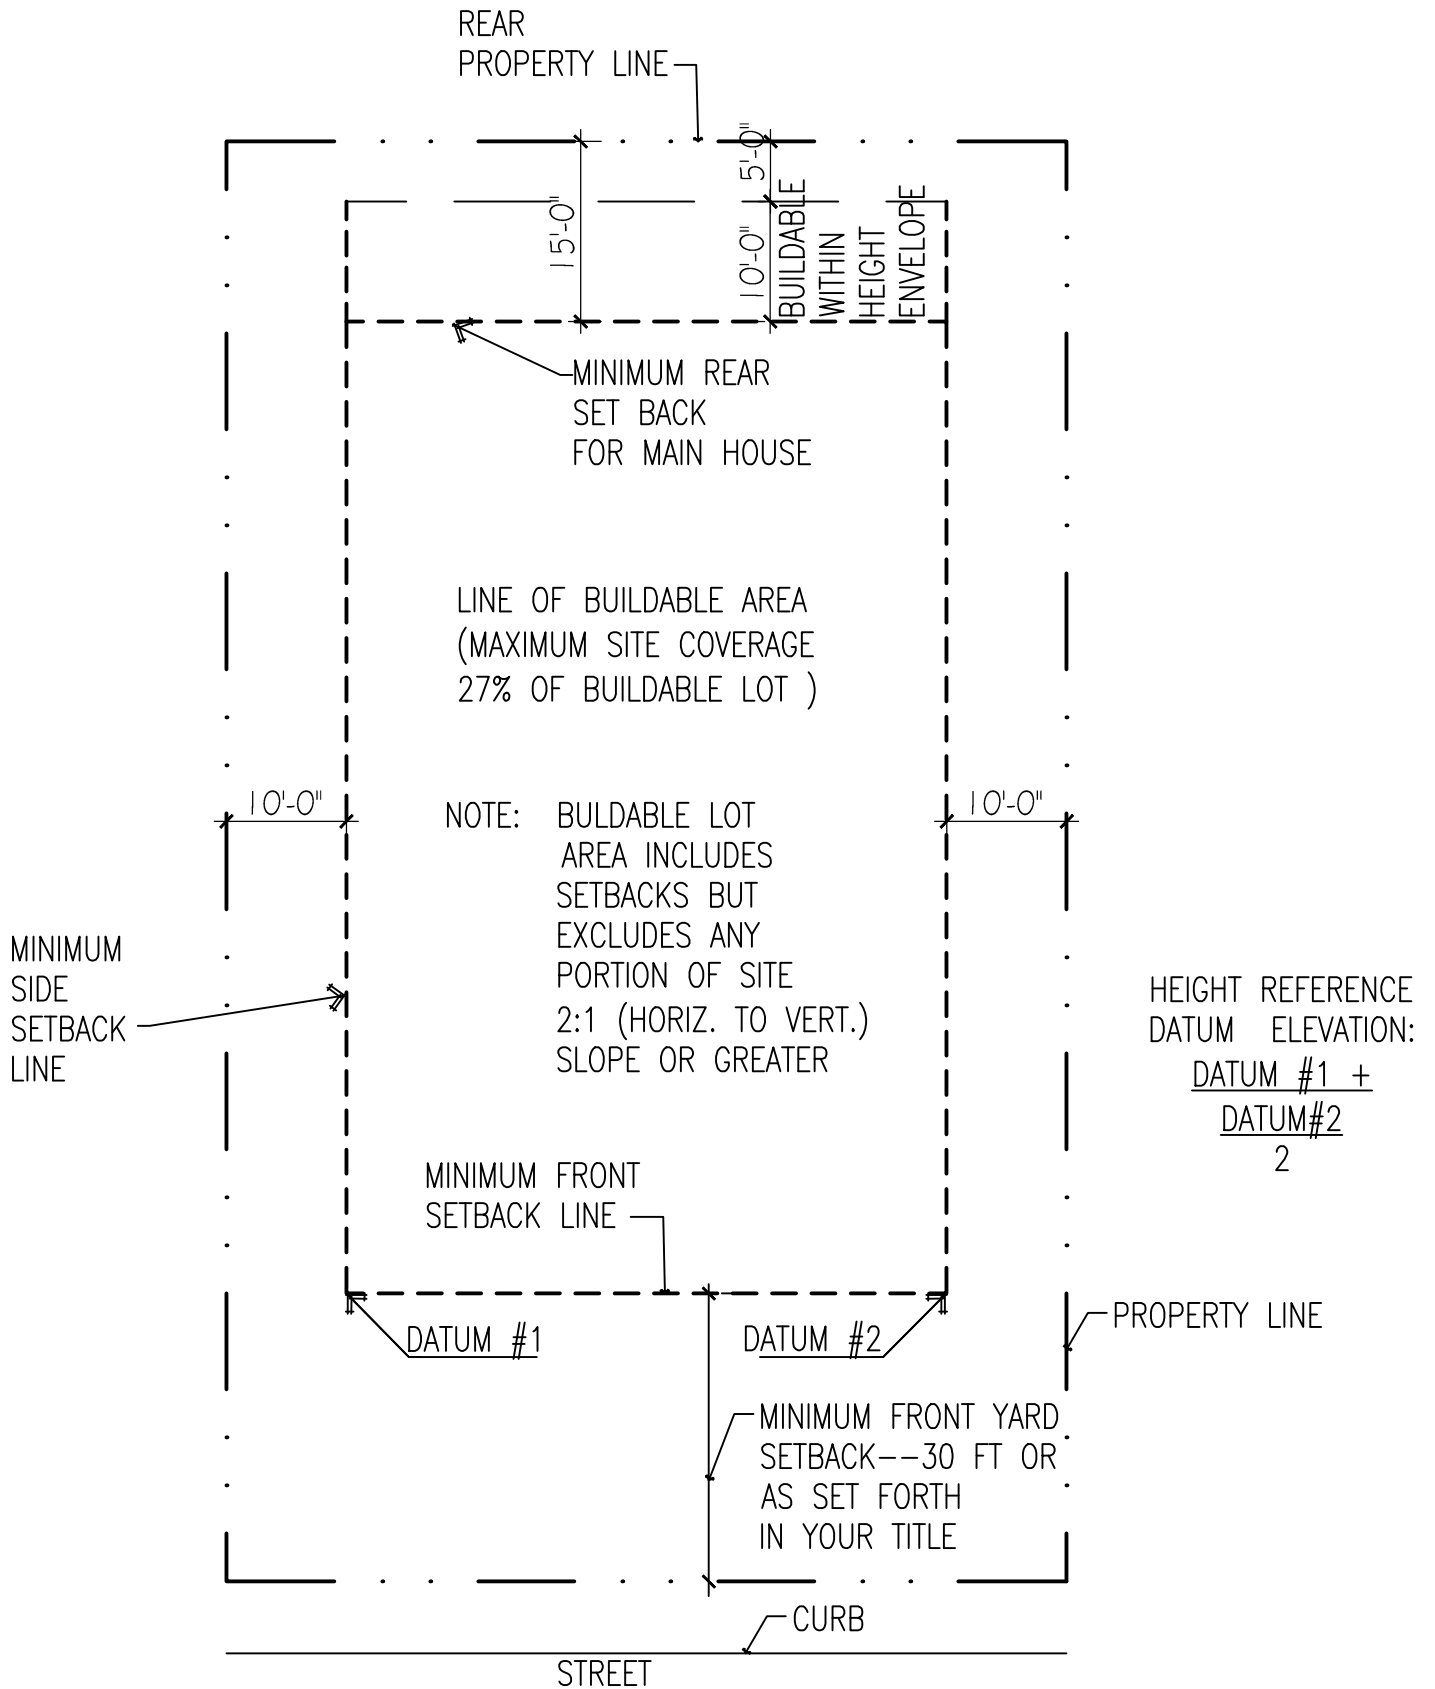 REAR
PROPERTY LINE
5'-0"
15'-0"
10'-0"
BUILDABLE
WITHIN
HEIGHT
ENVELOPE
MINIMUM REAR
SET BACK
FOR MAIN HOUSE
LINE OF BUILDABLE AREA
(MAXIMUM SITE COVERAGE
27% OF BUILDABLE LOT )
10'-0"
10'-0"
NOTE: BULDABLE LOT
AREA INCLUDES
SETBACKS BUT
EXCLUDES ANY
PORTION OF SITE
2:1 (HORIZ. TO VERT.)
SLOPE OR GREATER
MINIMUM
SIDE
SETBACK
LINE
HEIGHT REFERENCE
DATUM ELEVATION:
DATUM #1 +
DATUM#2
2
MINIMUM FRONT
SETBACK LINE
DATUM #1
DATUM #2
PROPERTY LINE
MINIMUM FRONT YARD
SETBACK--30 FT OR
AS SET FORTH
IN YOUR TITLE
CURB
STREET